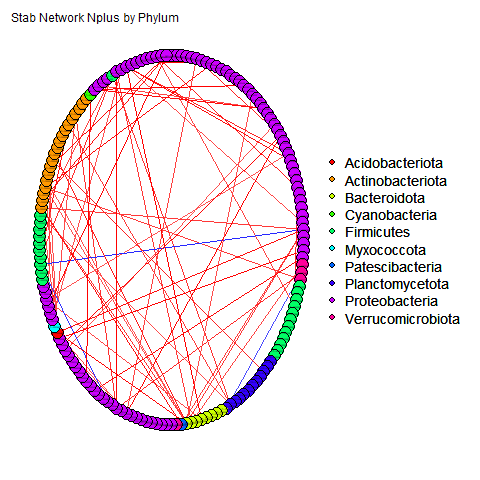 Stab Network Nplus by Phylum
Acidobacteriota
Actinobacteriota
Bacteroidota
Cyanobacteria
Firmicutes
Myxococcota
Patescibacteria
Planctomycetota
Proteobacteria
Verrucomicrobiota